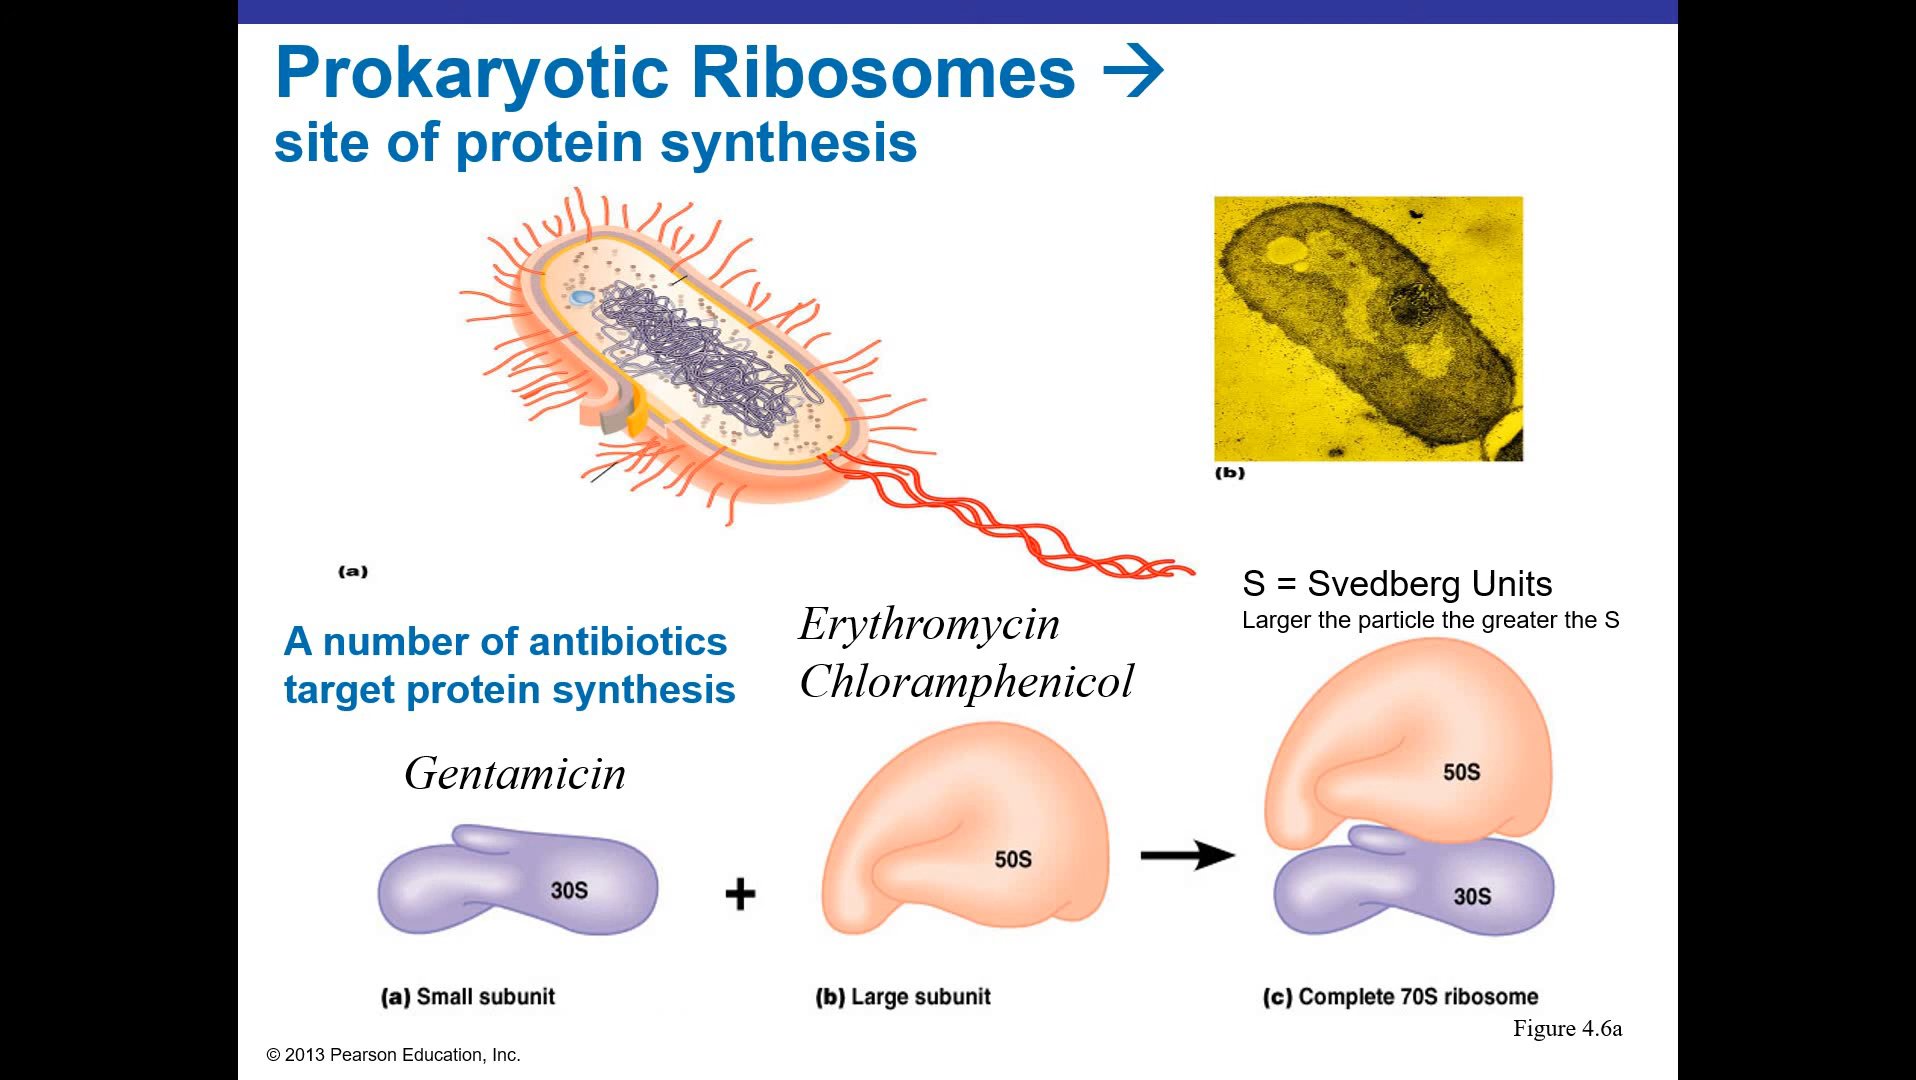 Prokaryotic Ribosomes →
site of protein synthesis
(a)
(b)
S = Svedberg Units
Larger the particle the greater the S
A number of antibiotics
target protein synthesis
Erythromycin
Chloramphenicol
Gentamicin
30S
+
50S
50S
30S
(a) Small subunit
(b) Large subunit
(c) Complete 70S ribosome
Figure 4.6a
© 2013 Pearson Education, Inc.